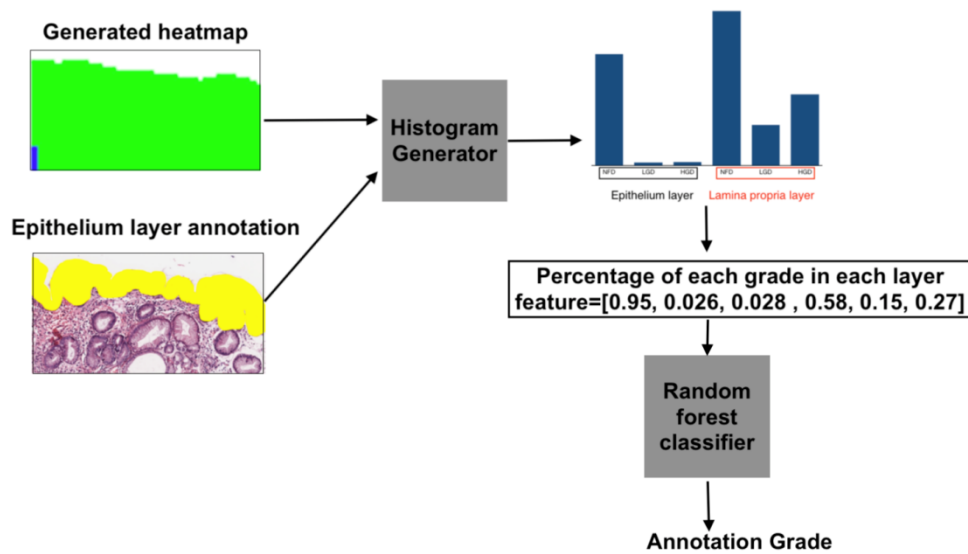 Generated heatmap
Epithelium layer annotation
Histogram
Generator
NFD LGD HGD NFD LGD HGD
Epithelium layer Lamina propria layer
Percentage of each grade in each layer
feature=[0.95, 0.026, 0.028 , 0.58, 0.15, 0.27]
Random
forest
classifier
Annotation Grade